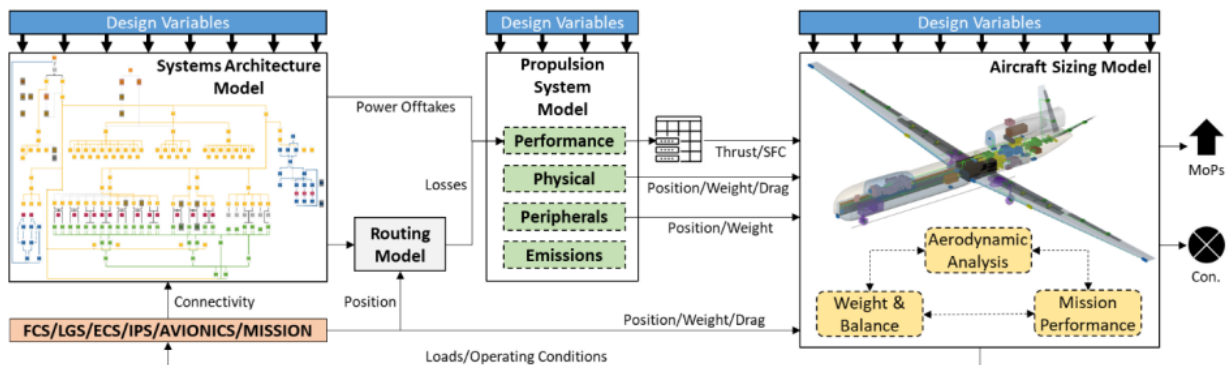 Design Variables
Design Variables
Design Variables
Systems Architecture
Model
Propulsion
System
Model
Aircraft Sizing Model
Power Offtakes
Losses
Routing
Model
Performance
Physical
Peripherals
Emissions
Thrust/SFC
Position/Weight/Drag
Position/Weight
MoPs
Con.
Aerodynamic
Analysis
Weight &
Balance
Mission
Performance
Connectivity
Position
FCS/LGS/ECS/IPS/AVIONICS/MISSION
Position/Weight/Drag
Loads/Operating Conditions